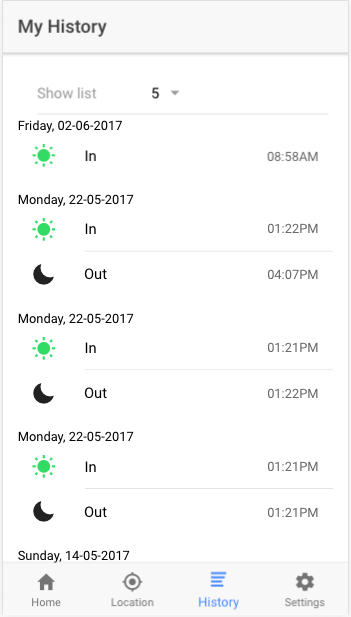 My History
Show list 5
Friday, 02-06-2017
In 08:58AM
Monday, 22-05-2017
In 01:22PM
Out 04:07PM
Monday, 22-05-2017
In 01:21PM
Out 01:22PM
Monday, 22-05-2017
In 01:21PM
Out 01:21PM
Sunday, 14-05-2017
Home Location History Settings